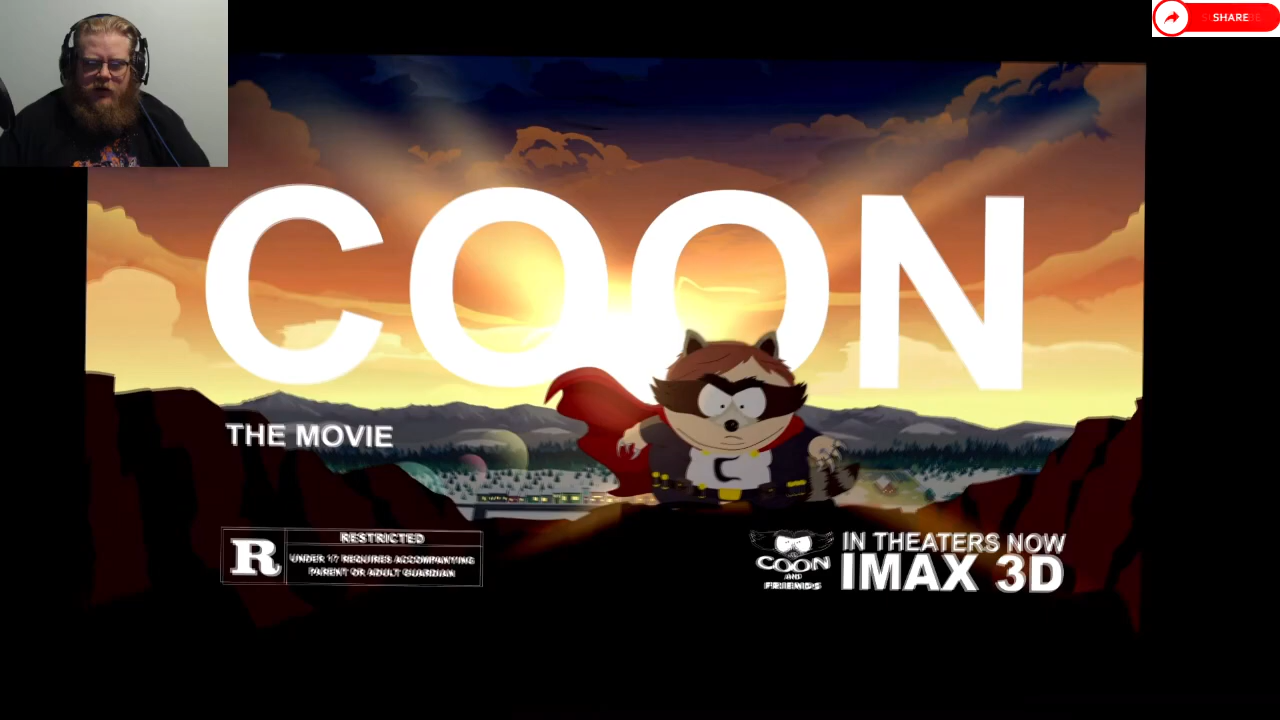 SHARE
COON
THE MOVIE
R
RESTRICTED
UNDER 17 REQUIRES ACCOMPANYING
PARENT OR ADULT GUARDIAN
COON
AND
FRIENDS
IN THEATERS NOW
IMAX 3D